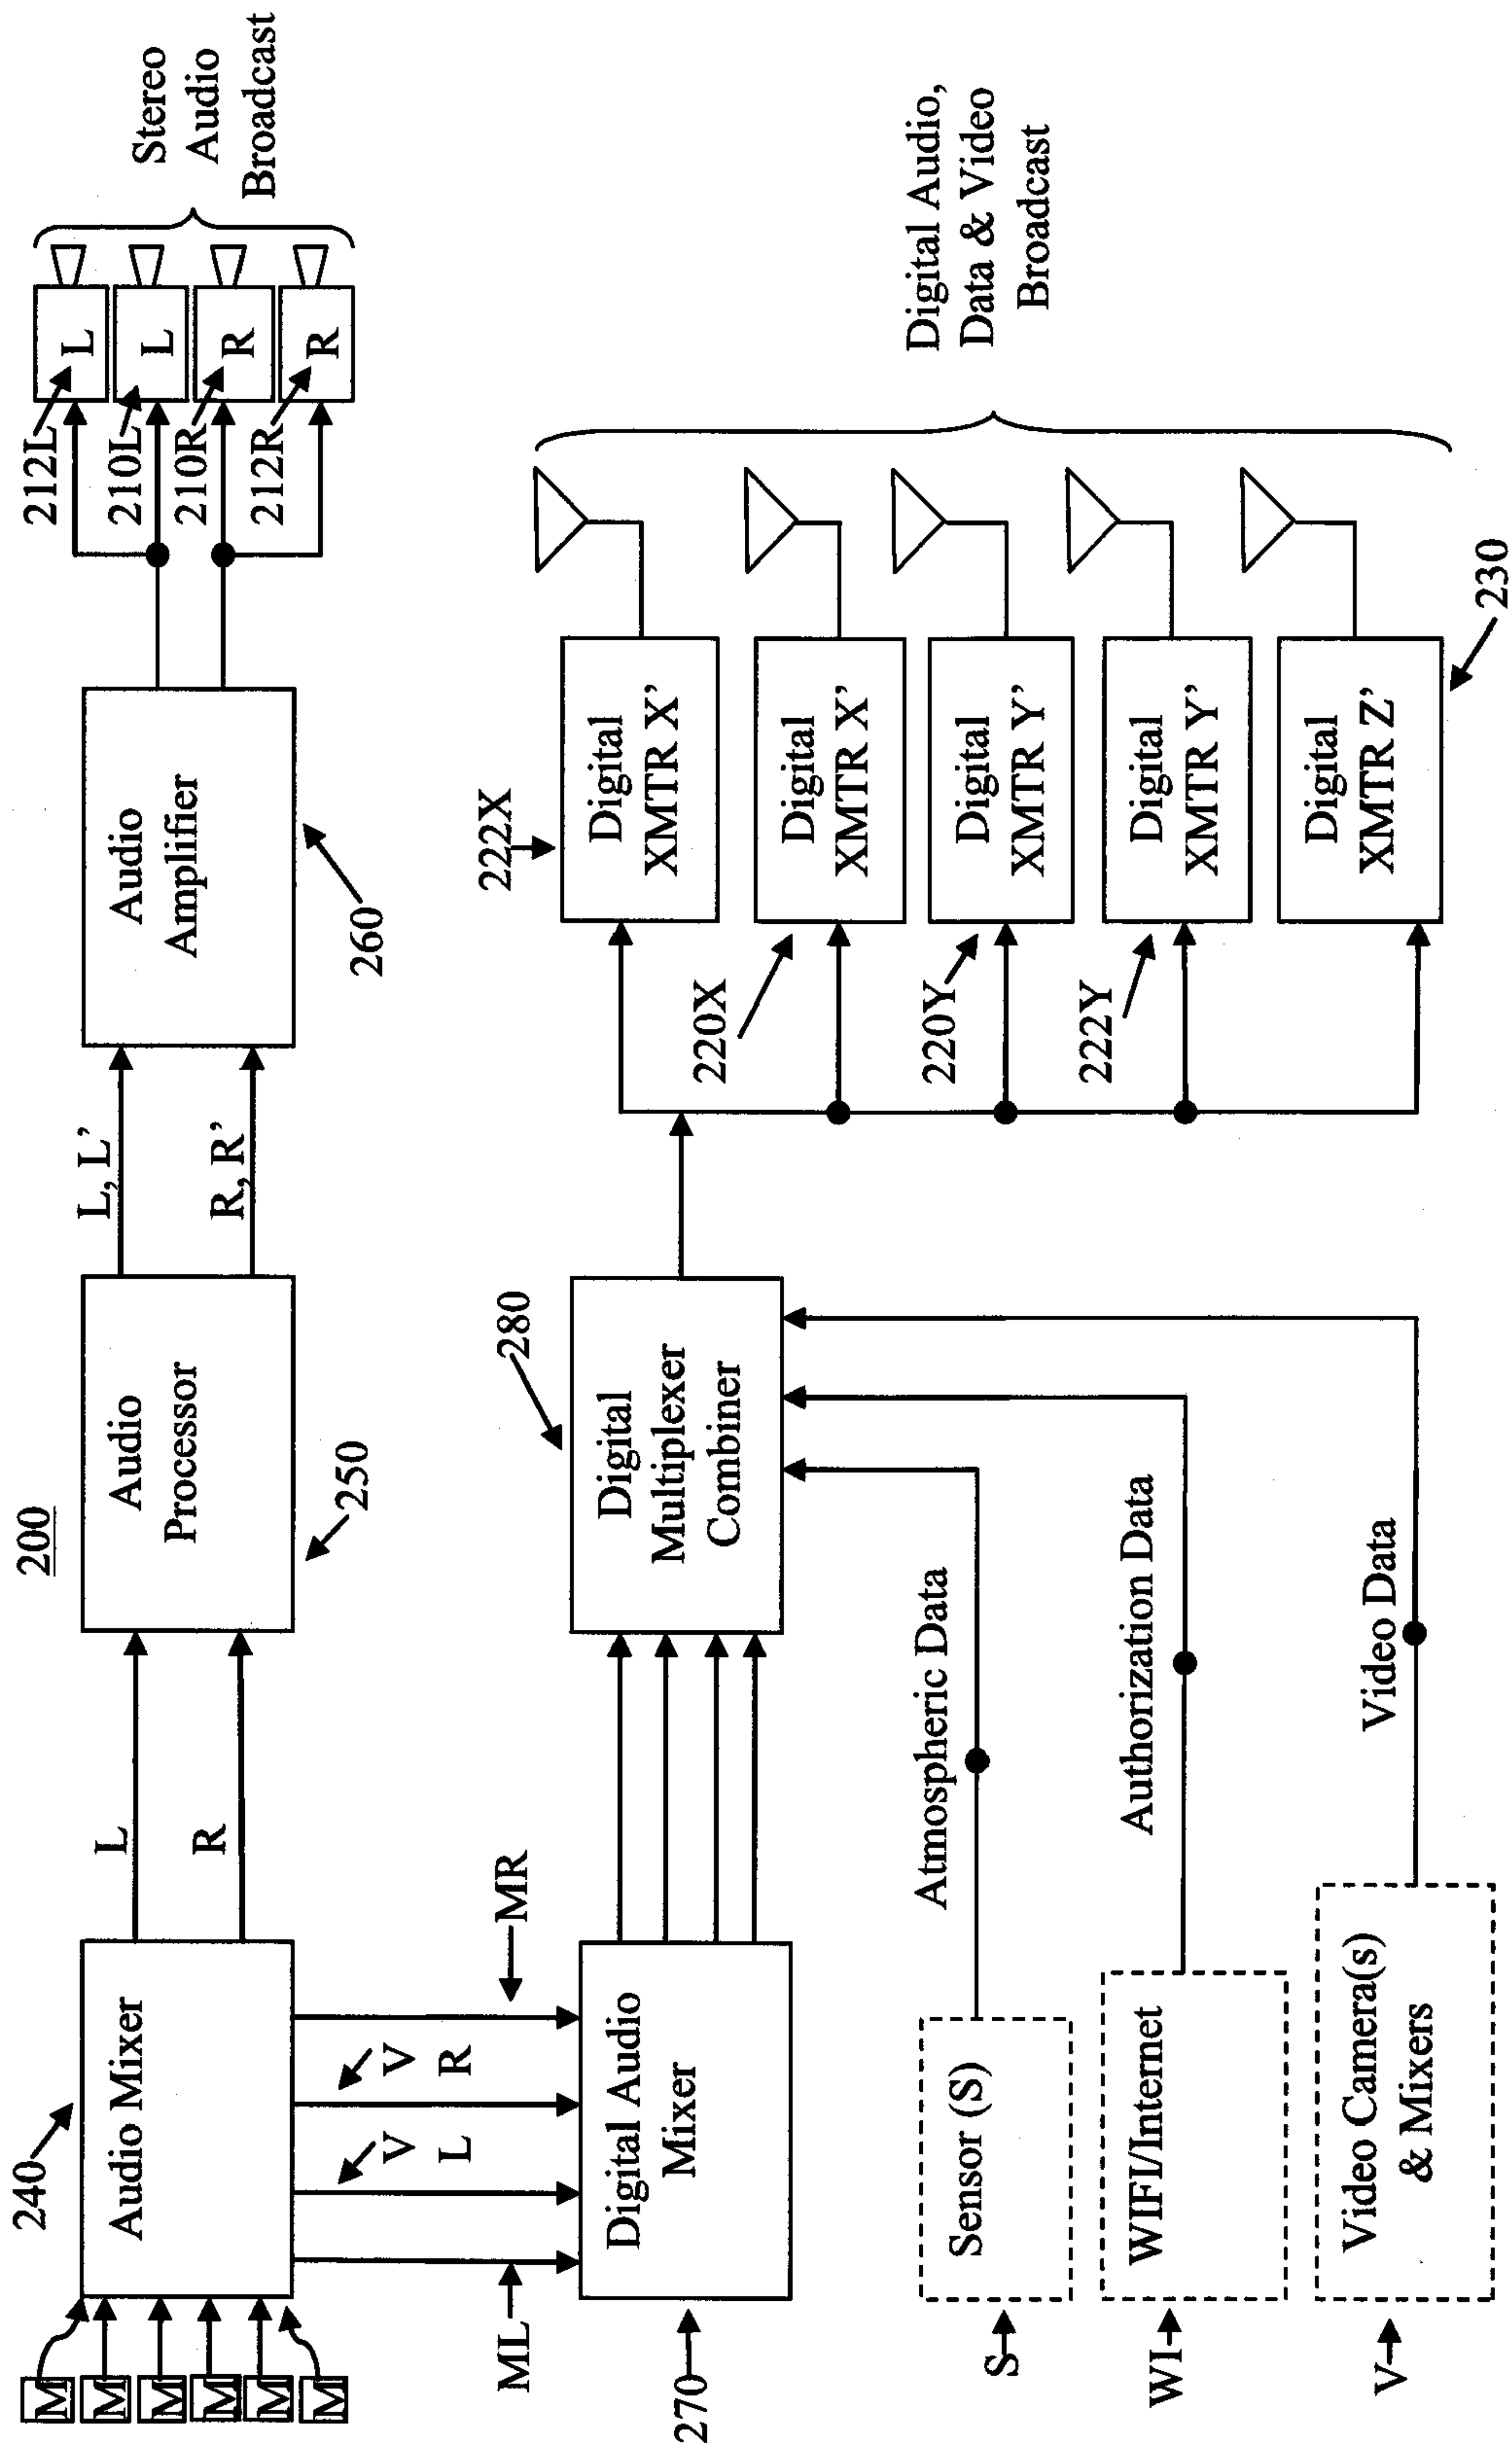 200
240
Audio Mixer
M
M
M
M
M
M
L
R
Audio
Processor
250
L, L'
R, R'
Audio
Amplifier
260
212L
210L
210R
212R
L
L
R
R
Stereo
Audio
Broadcast
ML
V
L
V
R
MR
270
Digital Audio
Mixer
280
Digital
Multiplexer
Combiner
222X
Digital
XMTR X'
220X
Digital
XMTR X'
220Y
Digital
XMTR Y'
222Y
Digital
XMTR Y'
Digital
XMTR Z'
230
Digital Audio,
Data & Video
Broadcast
S
Sensor (S)
Atmospheric Data
WI
WIFI/Internet
Authorization Data
V
Video Camera(s)
& Mixers
Video Data